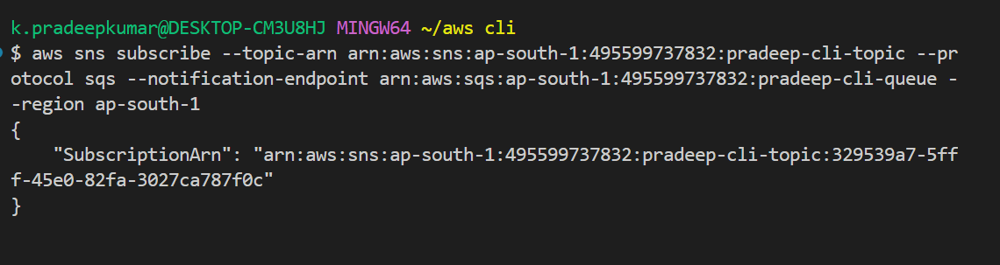 k.pradeepkumar@DESKTOP-CM3U8HJ MINGW64 ~/aws cli
$ aws sns subscribe --topic-arn arn:aws:sns:ap-south-1:495599737832:pradeep-cli-topic --pr
otocol sqs --notification-endpoint arn:aws:sqs:ap-south-1:495599737832:pradeep-cli-queue -
-region ap-south-1
{
    "SubscriptionArn": "arn:aws:sns:ap-south-1:495599737832:pradeep-cli-topic:329539a7-5ff
f-45e0-82fa-3027ca787f0c"
}